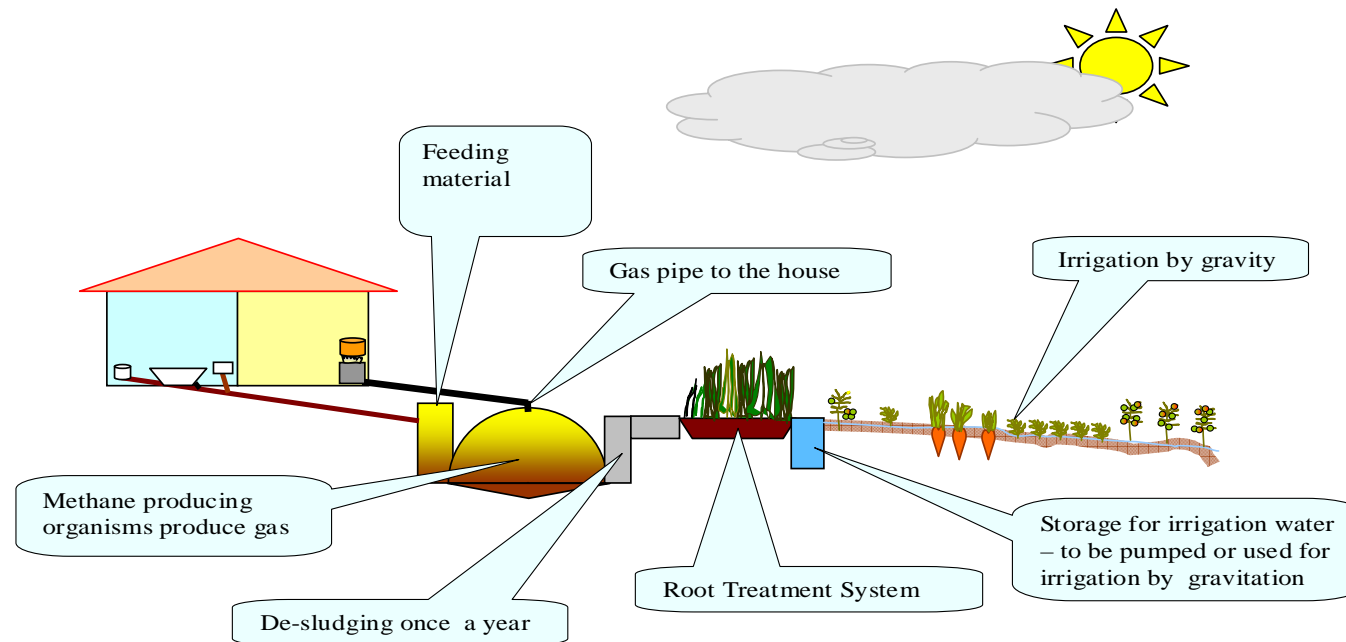 Feeding
material
Gas pipe to the house
Irrigation by gravity
Methane producing
organisms produce gas
De-sludging once a year
Root Treatment System
Storage for irrigation water
– to be pumped or used for
irrigation by gravitation